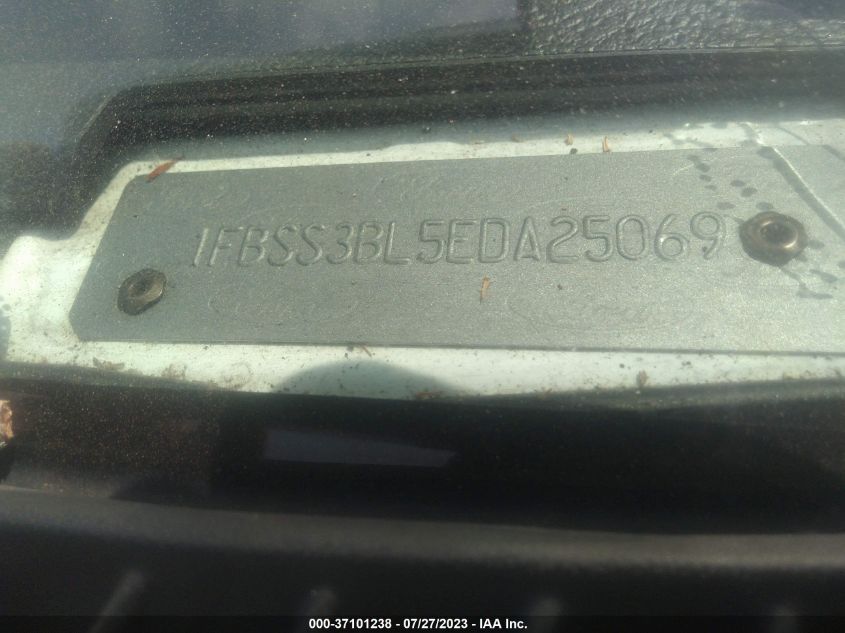 1FBSS3BL5EDA25069
000-37101238 - 07/27/2023 - IAA Inc.